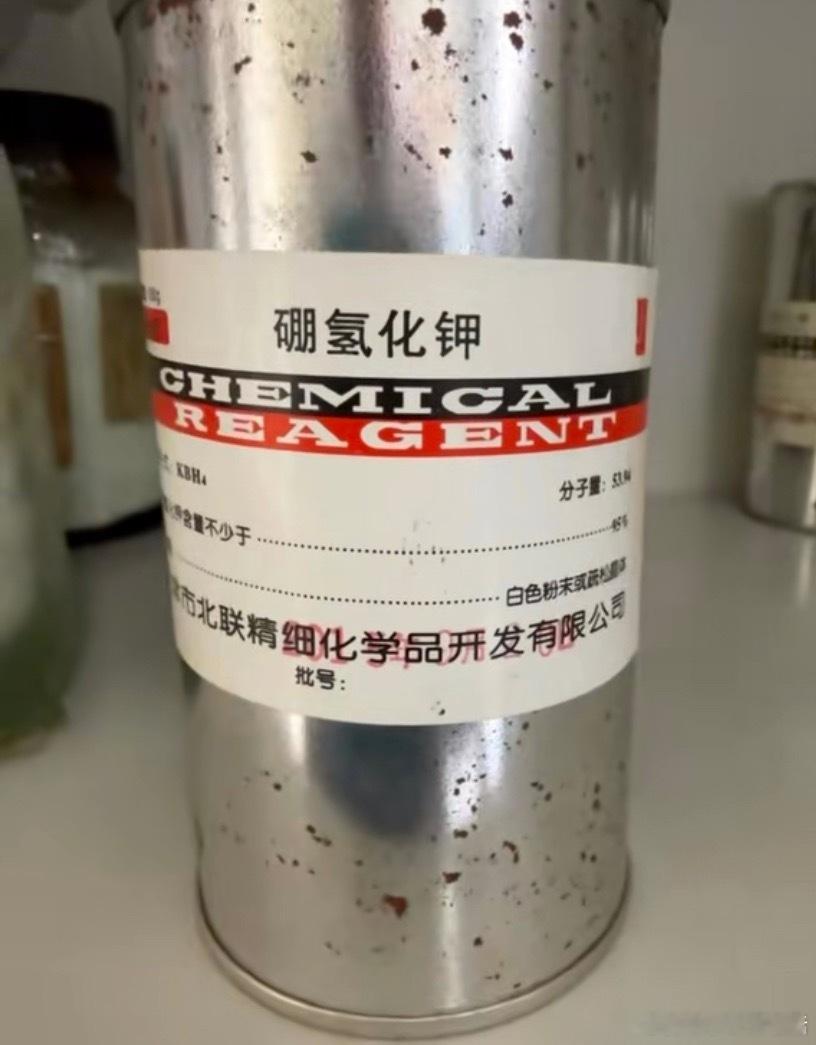 硼氢化钾
CHEMICAL
REAGENT
KBH₄
分子量：53.94
含量不少于 95%
白色粉末或疏松晶体
市北联精细化学品开发有限公司
批号：